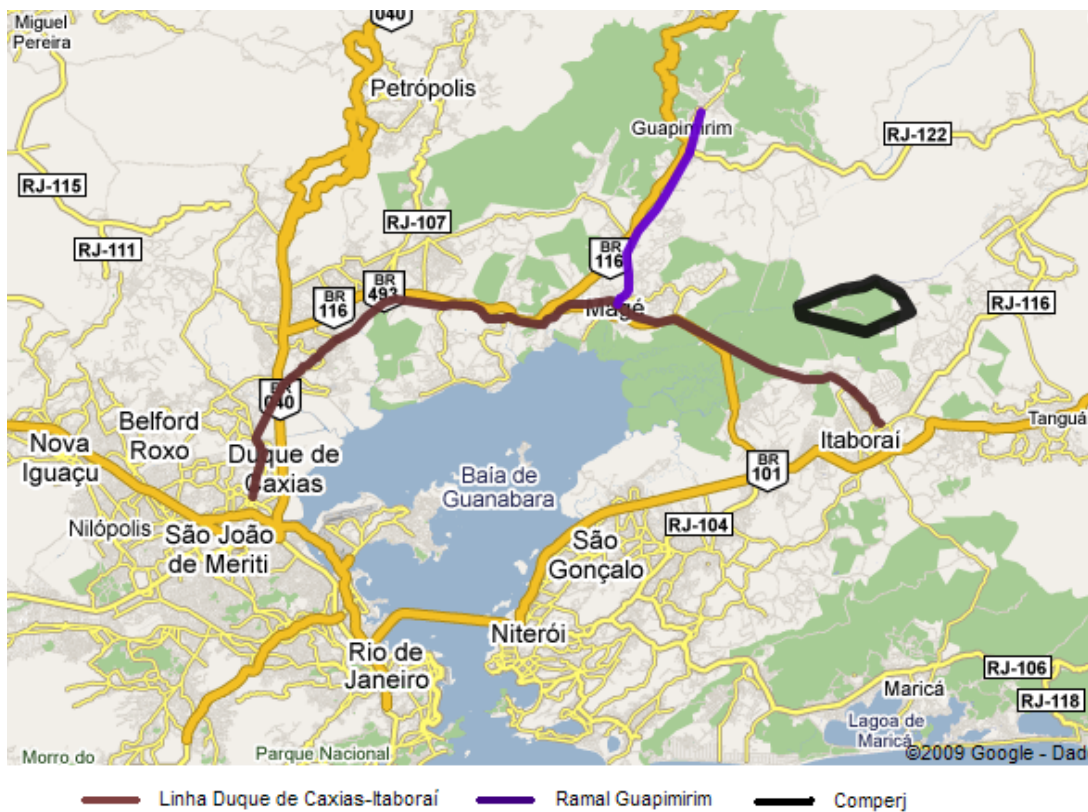 040
Miguel
Pereira
Petrópolis
Guapimirim
RJ-122
RJ-115
RJ-107
RJ-111
BR
116
BR
493
BR
116
RJ-116
Magé
BR
040
Belford
Roxo
Nova
Iguaçu
Duque de
Caxias
Itaboraí
Tanguá
Baía de
Guanabara
BR
101
Nilópolis
São João
de Meriti
RJ-104
São
Gonçalo
Niterói
Rio de
Janeiro
RJ-106
Maricá
RJ-118
Lagoa de
Maricá
Morro do
Parque Nacional
©2009 Google - Dad
Linha Duque de Caxias-Itaboraí
Ramal Guapimirim
Comperj